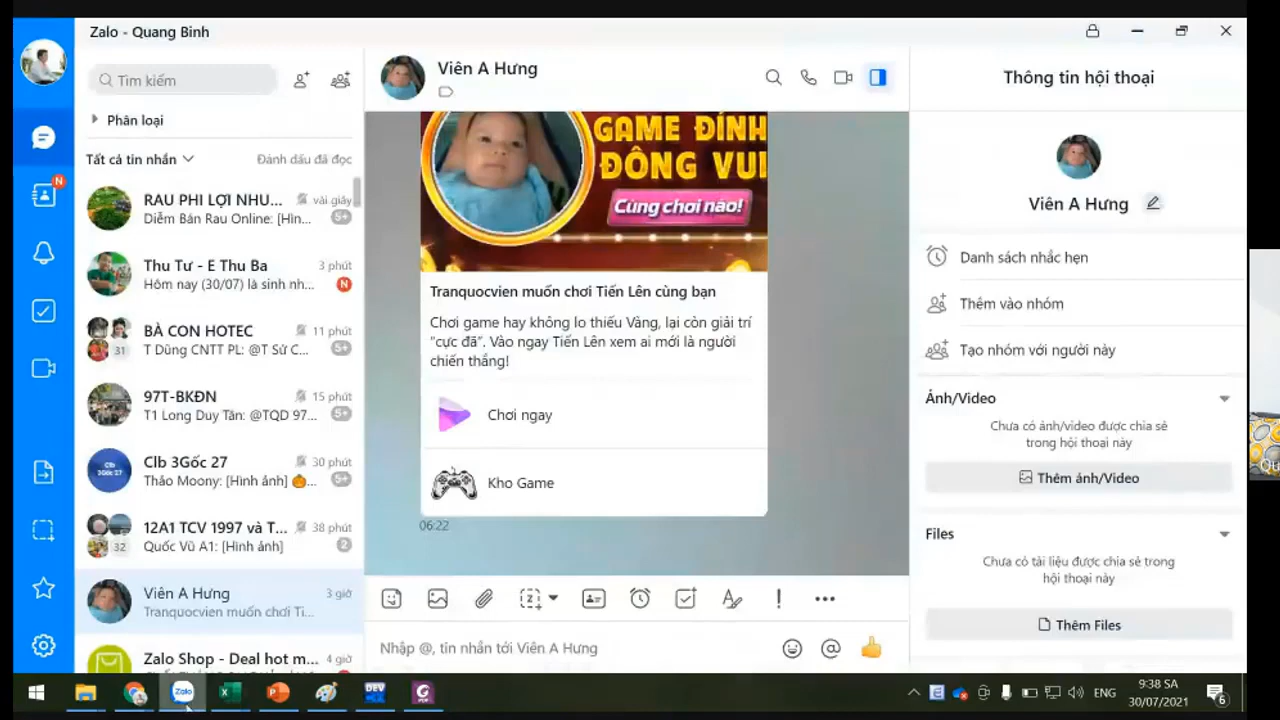 Zalo - Quang Binh
Tìm kiếm
Phân loại
Tất cả tin nhắn
Đánh dấu đã đọc
RAU PHI LỢI NHU...
vài giây
Diễm Bán Rau Online: [Hìn...
5+
Thu Tư - E Thu Ba
3 phút
Hôm nay (30/07) là sinh nh...
N
BÀ CON HOTEC
11 phút
T Dũng CNTT PL: @T Sử C...
5+
31
97T-BKĐN
15 phút
T1 Long Duy Tân: @TQD 97...
5+
Clb 3Gốc 27
30 phút
Thảo Moony: [Hình ảnh] 🎃...
5+
12A1 TCV 1997 và T...
38 phút
Quốc Vũ A1: [Hình ảnh]
2
32
Viên A Hưng
3 giờ
Tranquocvien muốn chơi Ti...
Zalo Shop - Deal hot m...
4 giờ
Viên A Hưng
GAME ĐỈNH
ĐÔNG VUI
Cùng chơi nào!
Tranquocvien muốn chơi Tiến Lên cùng bạn
Chơi game hay không lo thiếu Vàng, lại còn giải trí
"cực đã". Vào ngay Tiến Lên xem ai mới là người
chiến thắng!
Chơi ngay
Kho Game
06:22
Nhập @, tin nhắn tới Viên A Hưng
Thông tin hội thoại
Viên A Hưng
Danh sách nhắc hẹn
Thêm vào nhóm
Tạo nhóm với người này
Ảnh/Video
Chưa có ảnh/video được chia sẻ
trong hội thoại này
Thêm ảnh/Video
Files
Chưa có tài liệu được chia sẻ trong
hội thoại này
Thêm Files
Zalo
DEV
ENG
9:38 SA
30/07/2021
6